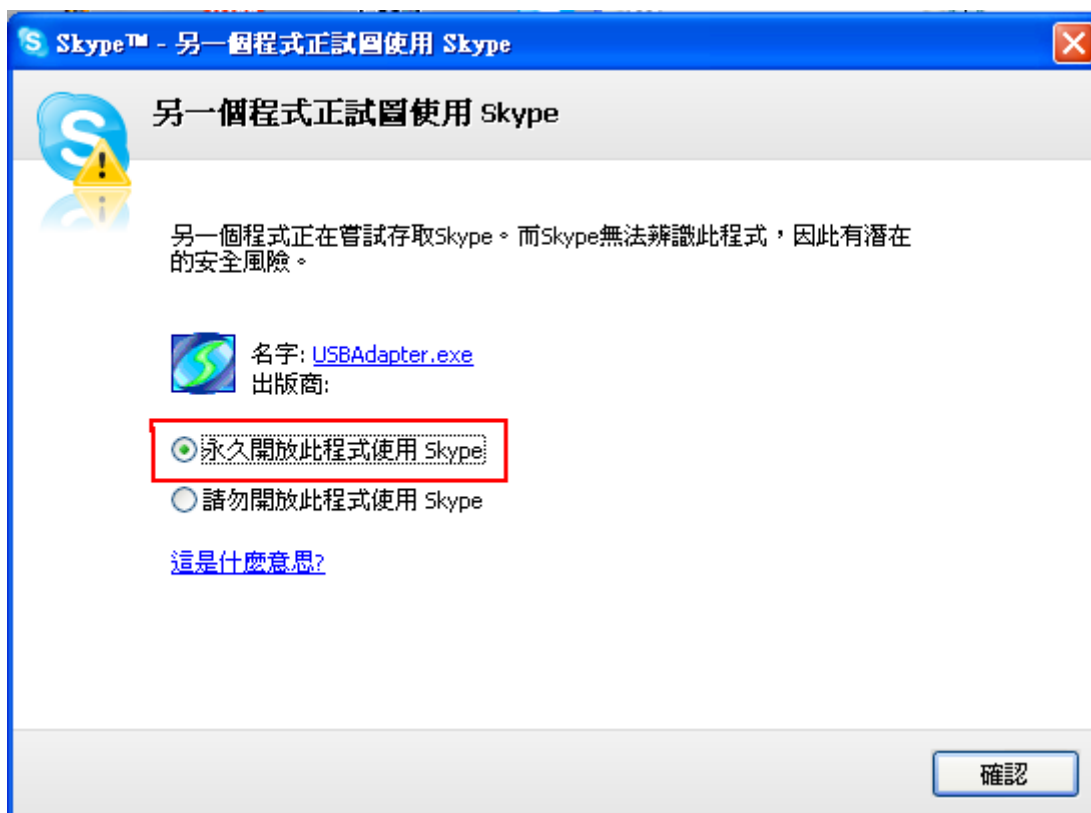 Skype™ - 另一個程式正試圖使用 Skype
另一個程式正試圖使用 Skype
另一個程式正在嘗試存取Skype。而Skype無法辨識此程式，因此有潛在
的安全風險。
名字: USBAdapter.exe
出版商:
永久開放此程式使用 Skype
請勿開放此程式使用 Skype
這是什麼意思?
確認